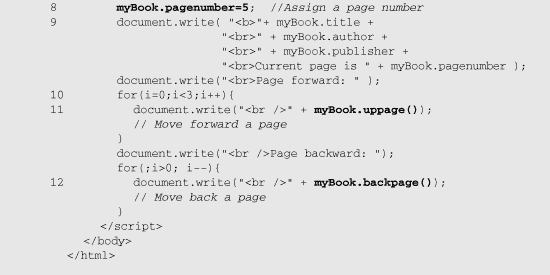 8 myBook.pagenumber=5; //Assign a page number
9 document.write( "<b>"+ myBook.title +
"<br>" + myBook.author +
"<br>" + myBook.publisher +
"<br>Current page is " + myBook.pagenumber );
document.write("<br>Page forward: " );
10 for(i=0;i<3;i++){
11 document.write("<br />" + myBook.uppage());
// Move forward a page
}
document.write("<br />Page backward: ");
for(;i>0; i--){
12 document.write("<br />" + myBook.backpage());
// Move back a page
}
</script>
</body>
</html>